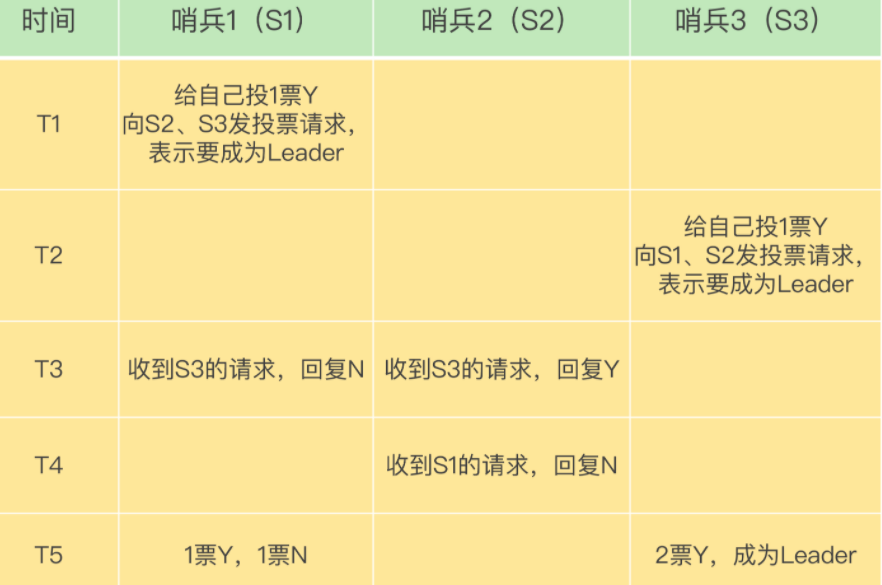 时间 哨兵1（S1） 哨兵2（S2） 哨兵3（S3）
T1
给自己投1票Y
向S2、S3发投票请求，
表示要成为Leader
T2
给自己投1票Y
向S1、S2发投票请求，
表示要成为Leader
T3 收到S3的请求，回复N 收到S3的请求，回复Y
T4 收到S1的请求，回复N
T5 1票Y，1票N 2票Y，成为Leader